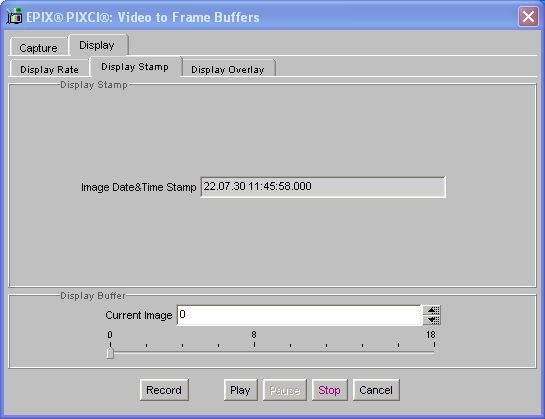 EPIX® PIXCI®: Video to Frame Buffers
Capture Display
Display Rate Display Stamp Display Overlay
Display Stamp
Image Date&Time Stamp 22.07.30 11:45:58.000
Display Buffer
Current Image 0
0 8 18
Record Play Pause Stop Cancel